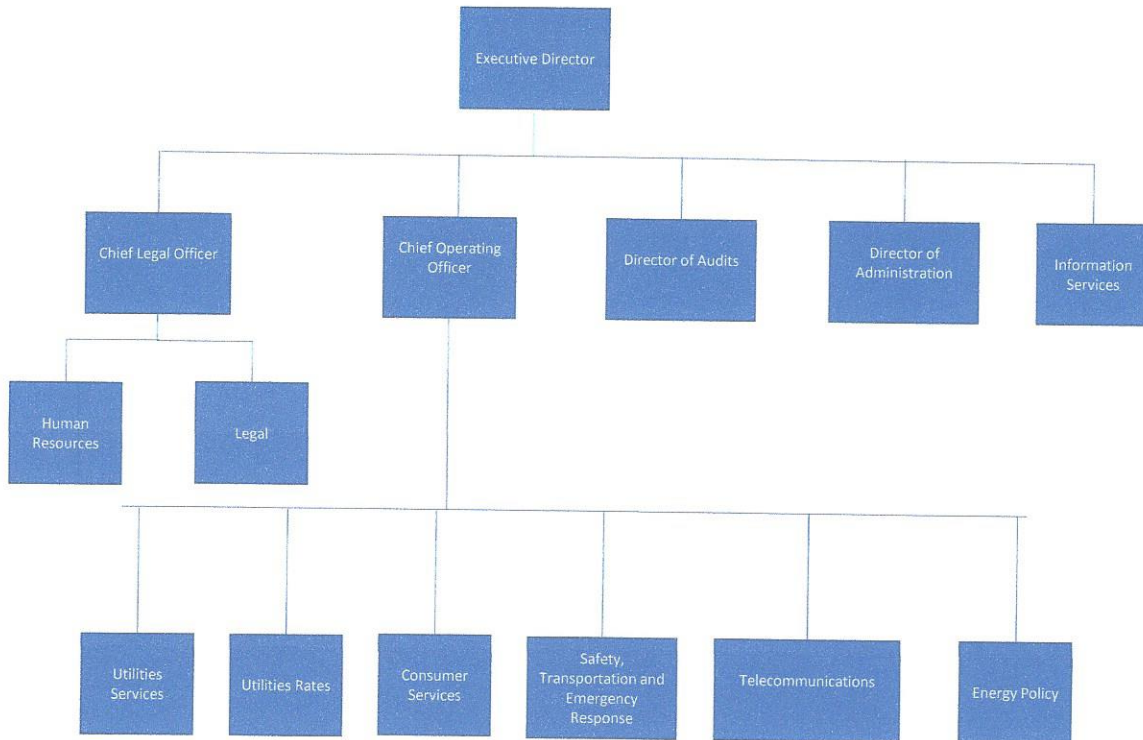 Executive Director
Chief Legal Officer
Chief Operating
Officer
Director of Audits
Director of
Administration
Information
Services
Human
Resources
Legal
Utilities
Services
Utilities Rates
Consumer
Services
Safety,
Transportation and
Emergency
Response
Telecommunications
Energy Policy